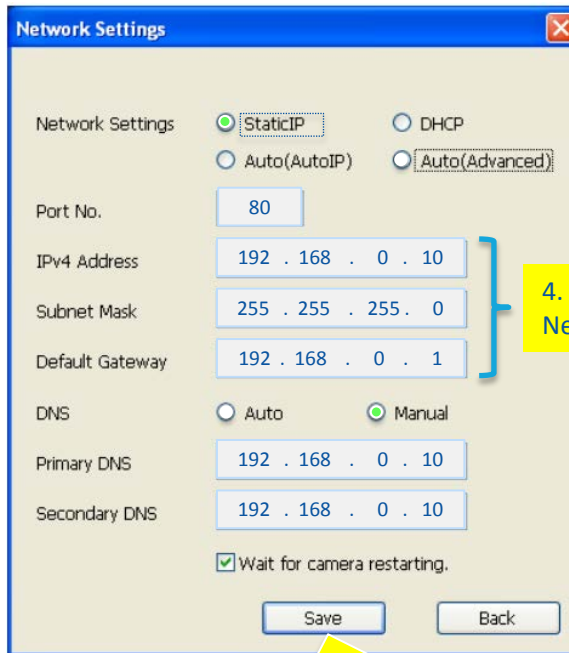 Network Settings
Network Settings StaticIP DHCP
Auto(AutoIP) Auto(Advanced)
Port No. 80
IPv4 Address 192 . 168 . 0 . 10
Subnet Mask 255 . 255 . 255 . 0
Default Gateway 192 . 168 . 0 . 1
4.
DNS Auto Manual
Primary DNS 192 . 168 . 0 . 10
Secondary DNS 192 . 168 . 0 . 10
Wait for camera restarting.
Save Back